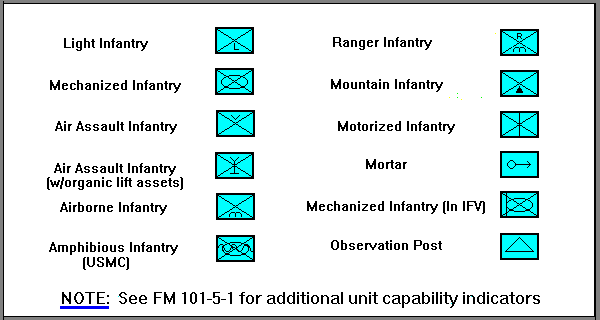 Light Infantry
L
Ranger Infantry
R
Mechanized Infantry
Mountain Infantry
Air Assault Infantry
Motorized Infantry
Air Assault Infantry
(w/organic lift assets)
Mortar
Airborne Infantry
Mechanized Infantry (In IFV)
Amphibious Infantry
(USMC)
Observation Post
NOTE: See FM 101-5-1 for additional unit capability indicators